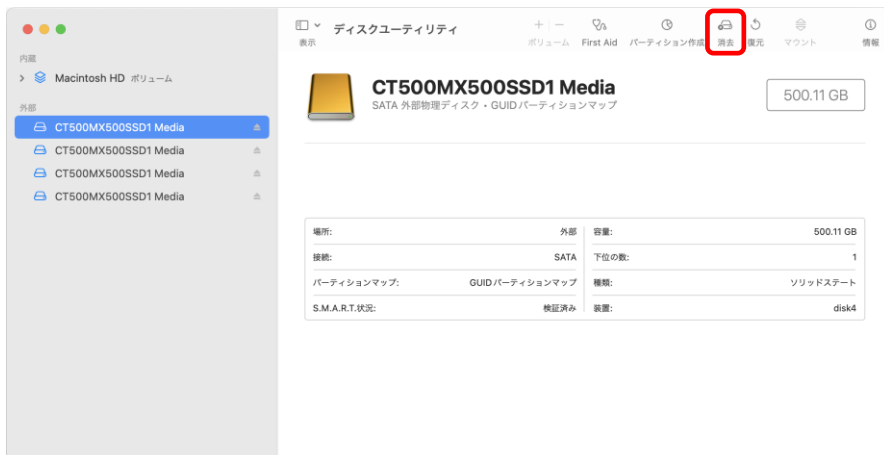 ディスクユーティリティ
表示
ボリューム First Aid パーティション作成 消去 復元 マウント 情報
内蔵
Macintosh HD ボリューム
外部
CT500MX500SSD1 Media
CT500MX500SSD1 Media
CT500MX500SSD1 Media
CT500MX500SSD1 Media
CT500MX500SSD1 Media
SATA 外部物理ディスク・GUIDパーティションマップ
500.11 GB
場所: 外部 容量: 500.11 GB
接続: SATA 下位の数: 1
パーティションマップ: GUIDパーティションマップ 種類: ソリッドステート
S.M.A.R.T.状況: 検証済み 装置: disk4